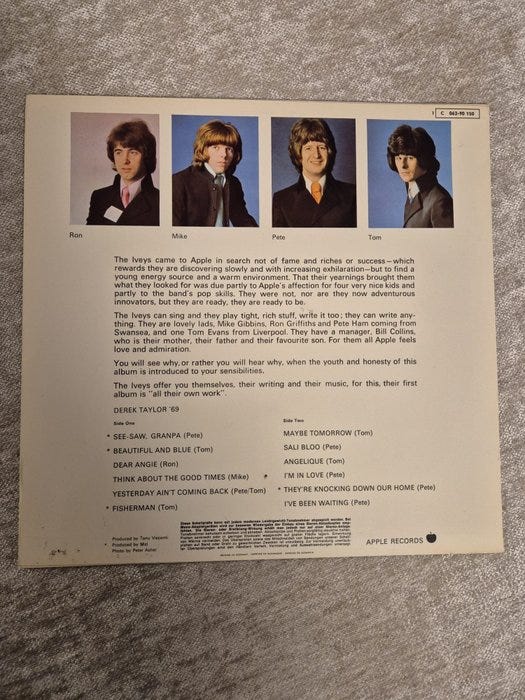 1 C 062-90 150
Ron
Mike
Pete
Tom
The Iveys came to Apple in search not of fame and riches or success—which
rewards they are discovering slowly and with increasing exhilaration—but to find a
young energy source and a warm environment. That their yearnings brought them
what they looked for was due partly to Apple's affection for four very nice kids and
partly to the band's pop skills. They were not, nor are they now adventurous
innovators, but they are ready, they are ready to be.
The Iveys can sing and they play tight, rich stuff, write it too; they can write any-
thing. They are lovely lads, Mike Gibbins, Ron Griffiths and Pete Ham coming from
Swansea, and one Tom Evans from Liverpool. They have a manager, Bill Collins,
who is their mother, their father and their favourite son. For them all Apple feels
love and admiration.
You will see why, or rather you will hear why, when the youth and honesty of this
album is introduced to your sensibilities.
The Iveys offer you themselves, their writing and their music, for this, their first
album is "all their own work".
DEREK TAYLOR '69
Side One
* SEE-SAW, GRANPA (Pete)
* BEAUTIFUL AND BLUE (Tom)
DEAR ANGIE (Ron)
THINK ABOUT THE GOOD TIMES (Mike)
YESTERDAY AIN'T COMING BACK (Pete/Tom)
* FISHERMAN (Tom)
Side Two
MAYBE TOMORROW (Tom)
SALI BLOO (Pete)
ANGELIQUE (Tom)
I'M IN LOVE (Pete)
* THEY'RE KNOCKING DOWN OUR HOME (Pete)
I'VE BEEN WAITING (Pete)
Produced by Tony Visconti
* Produced by Mal
Photo by Peter Asher
APPLE RECORDS